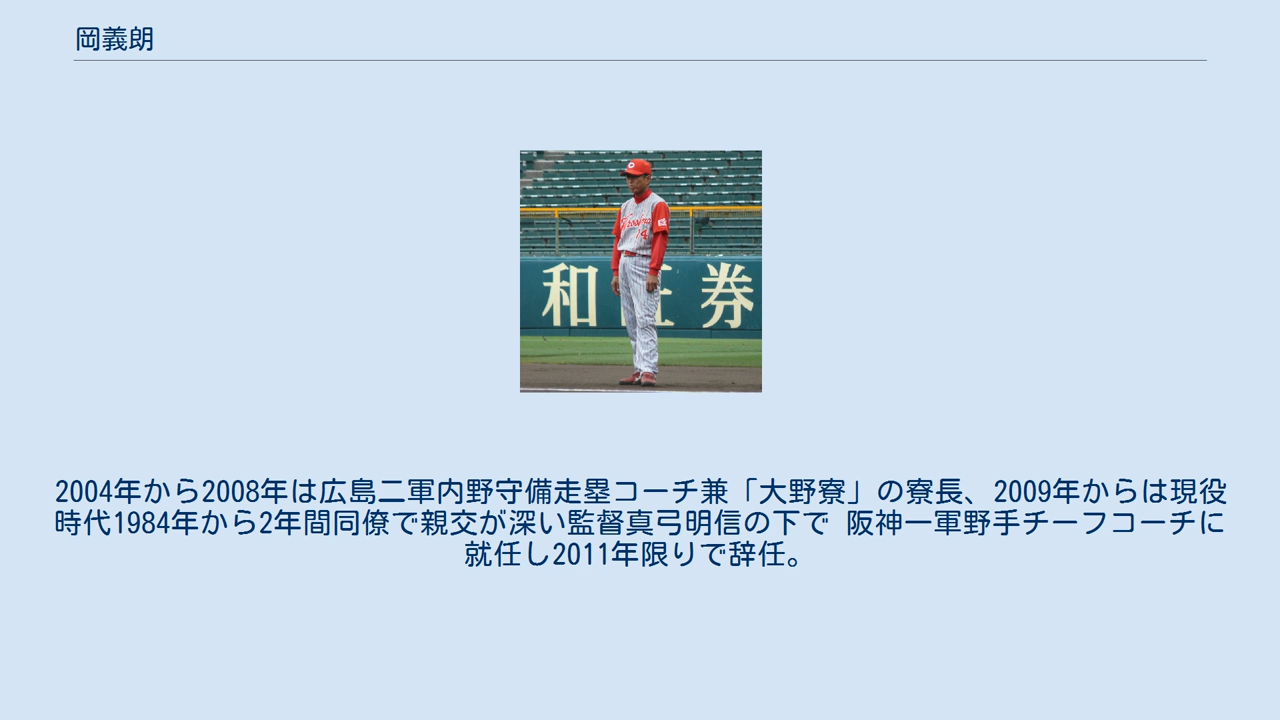 岡義朗
和 証券
74
2004年から2008年は広島二軍内野守備走塁コーチ兼「大野寮」の寮長、2009年からは現役
時代1984年から2年間同僚で親交が深い監督真弓明信の下で 阪神一軍野手チーフコーチに
就任し2011年限りで辞任。